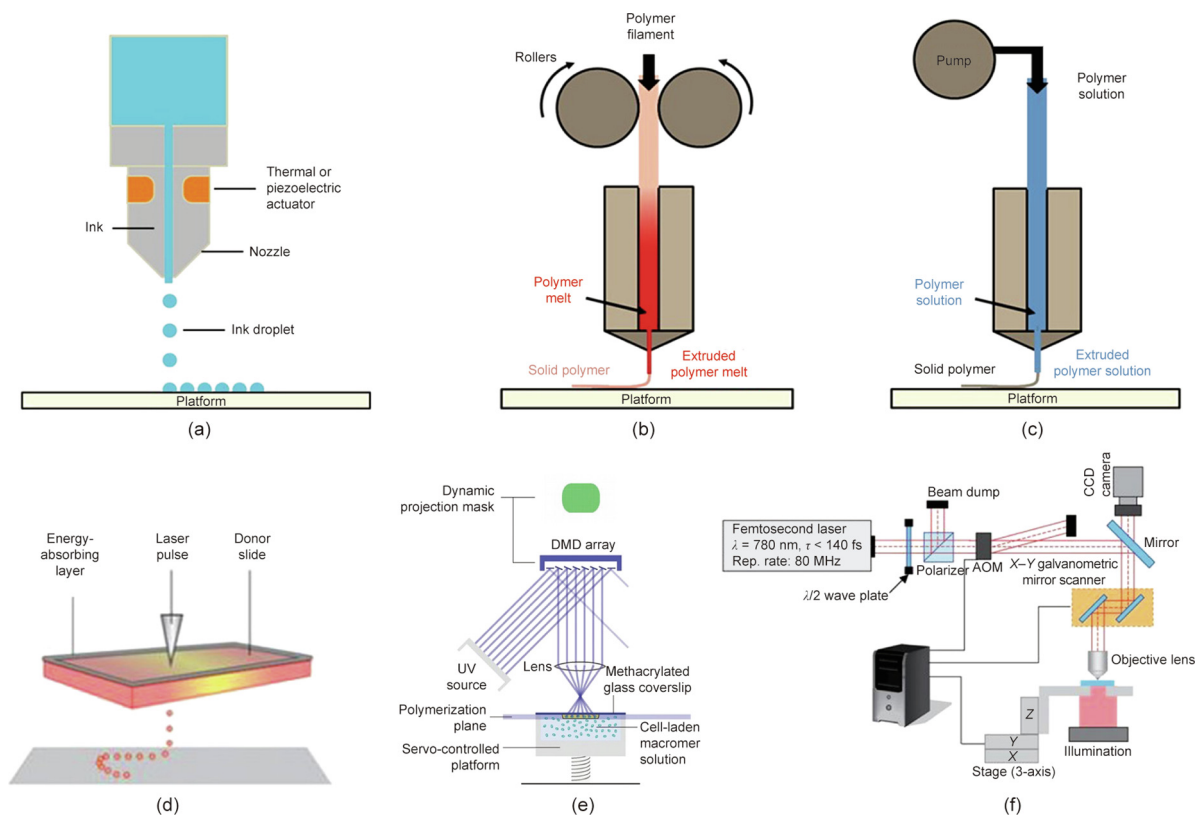 Thermal or
piezoelectric
actuator
Ink
Nozzle
Ink droplet
Platform
(a)
Polymer
filament
Rollers
Polymer
melt
Solid polymer
Extruded
polymer melt
Platform
(b)
Pump
Polymer
solution
Polymer
solution
Solid polymer
Extruded
polymer solution
Platform
(c)
Energy-
absorbing
layer
Laser
pulse
Donor
slide
(d)
Dynamic
projection mask
DMD array
UV
source
Lens
Methacrylated
glass coverslip
Polymerization
plane
Cell-laden
macromer
solution
Servo-controlled
platform
(e)
CCD
camera
Beam dump
Femtosecond laser
λ = 780 nm, τ < 140 fs
Rep. rate: 80 MHz
Polarizer
AOM
Mirror
X–Y galvanometric
mirror scanner
λ/2 wave plate
Objective lens
Z
Y
X
Illumination
Stage (3-axis)
(f)